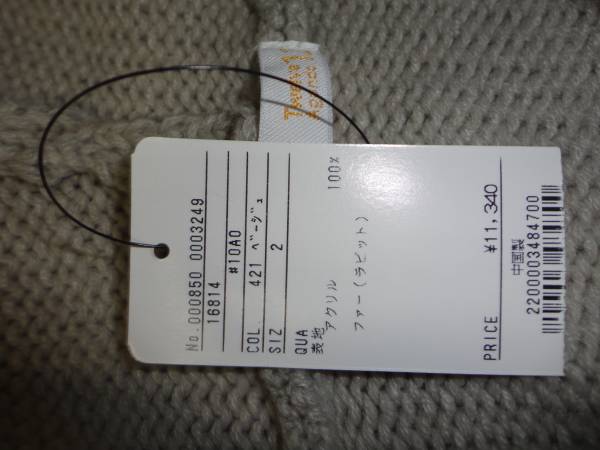 No.000850 0003249
16814
#10A0
COL 421 ベージュ
SIZ 2
QUA
表地
アクリル 100%
ファー(ラビット)
PRICE ¥11,340
中国製
2200003484700